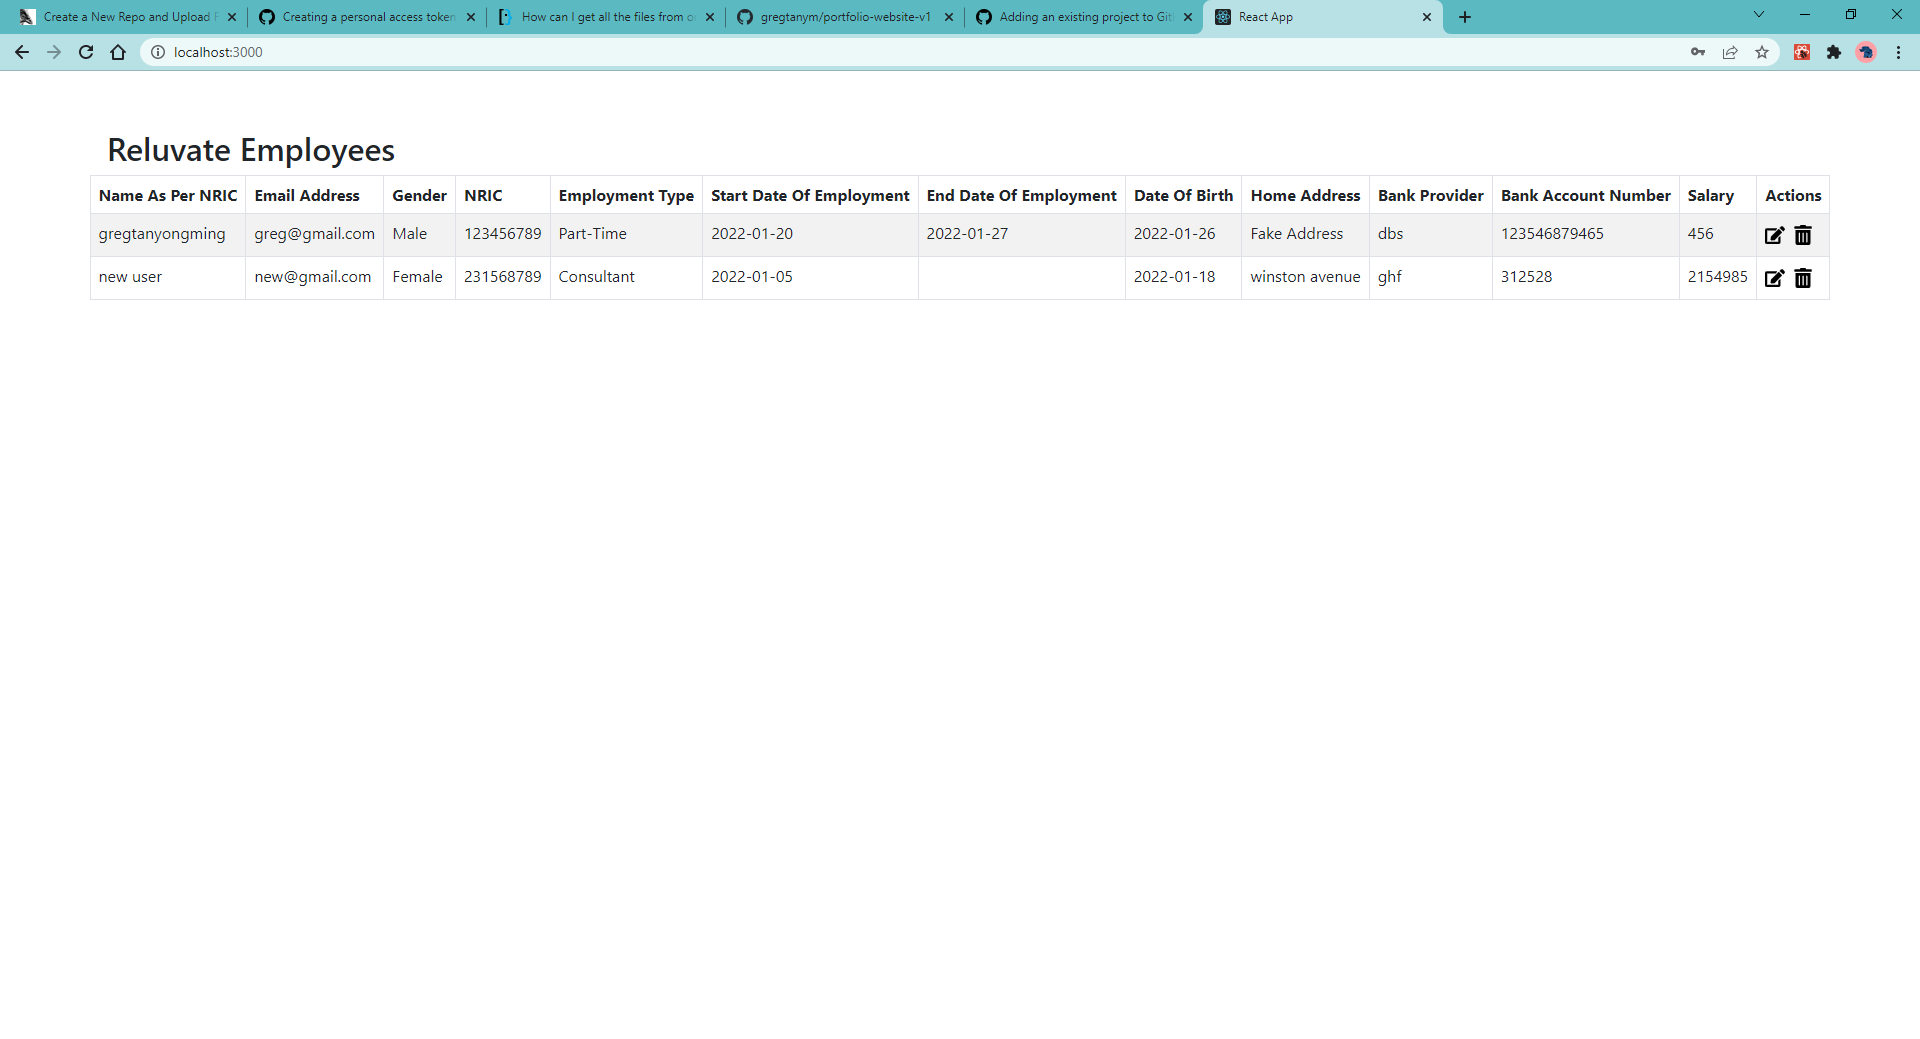 Create a New Repo and Upload F Creating a personal access token How can I get all the files from o gregtanym/portfolio-website-v1 Adding an existing project to Git React App
localhost:3000
Reluvate Employees
Name As Per NRIC Email Address Gender NRIC Employment Type Start Date Of Employment End Date Of Employment Date Of Birth Home Address Bank Provider Bank Account Number Salary Actions
gregtanyongming greg@gmail.com Male 123456789 Part-Time 2022-01-20 2022-01-27 2022-01-26 Fake Address dbs 123546879465 456
new user new@gmail.com Female 231568789 Consultant 2022-01-05 2022-01-18 winston avenue ghf 312528 2154985